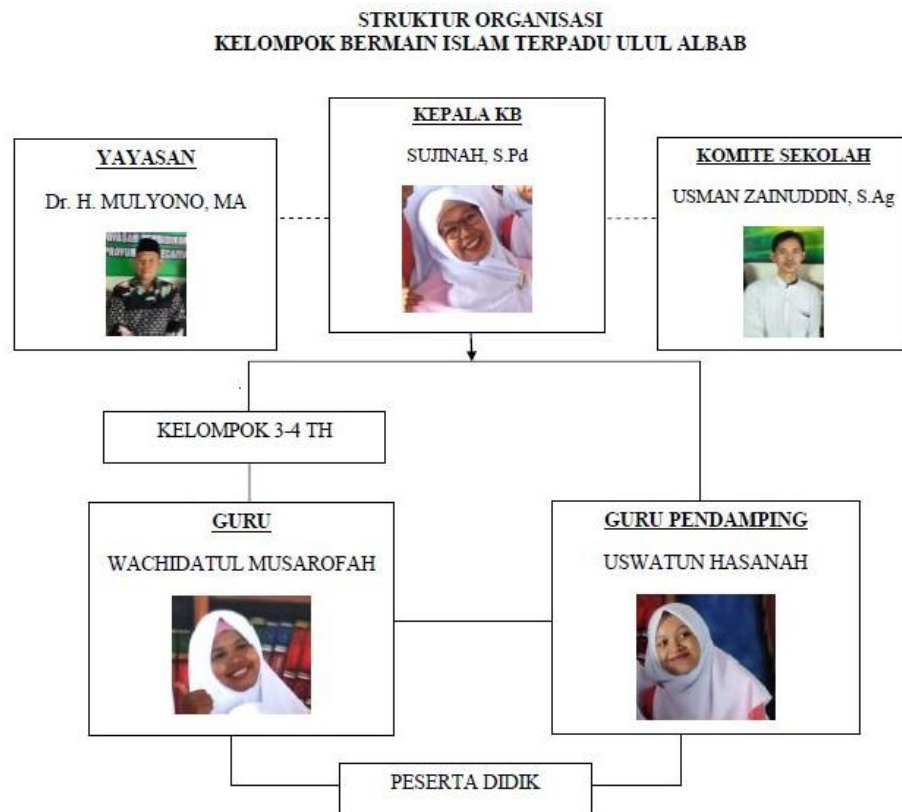 STRUKTUR ORGANISASI
KELOMPOK BERMAIN ISLAM TERPADU ULUL ALBAB
KEPALA KB
SUJINAH, S.Pd
YAYASAN
Dr. H. MULYONO, MA
KOMITE SEKOLAH
USMAN ZAINUDDIN, S.Ag
KELOMPOK 3-4 TH
GURU
WACHIDATUL MUSAROFAH
GURU PENDAMPING
USWATUN HASANAH
PESERTA DIDIK